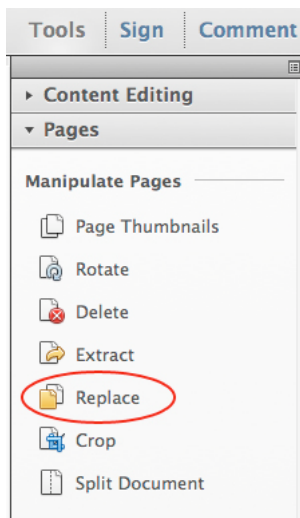 Tools Sign Comment
Content Editing
Pages
Manipulate Pages
Page Thumbnails
Rotate
Delete
Extract
Replace
Crop
Split Document